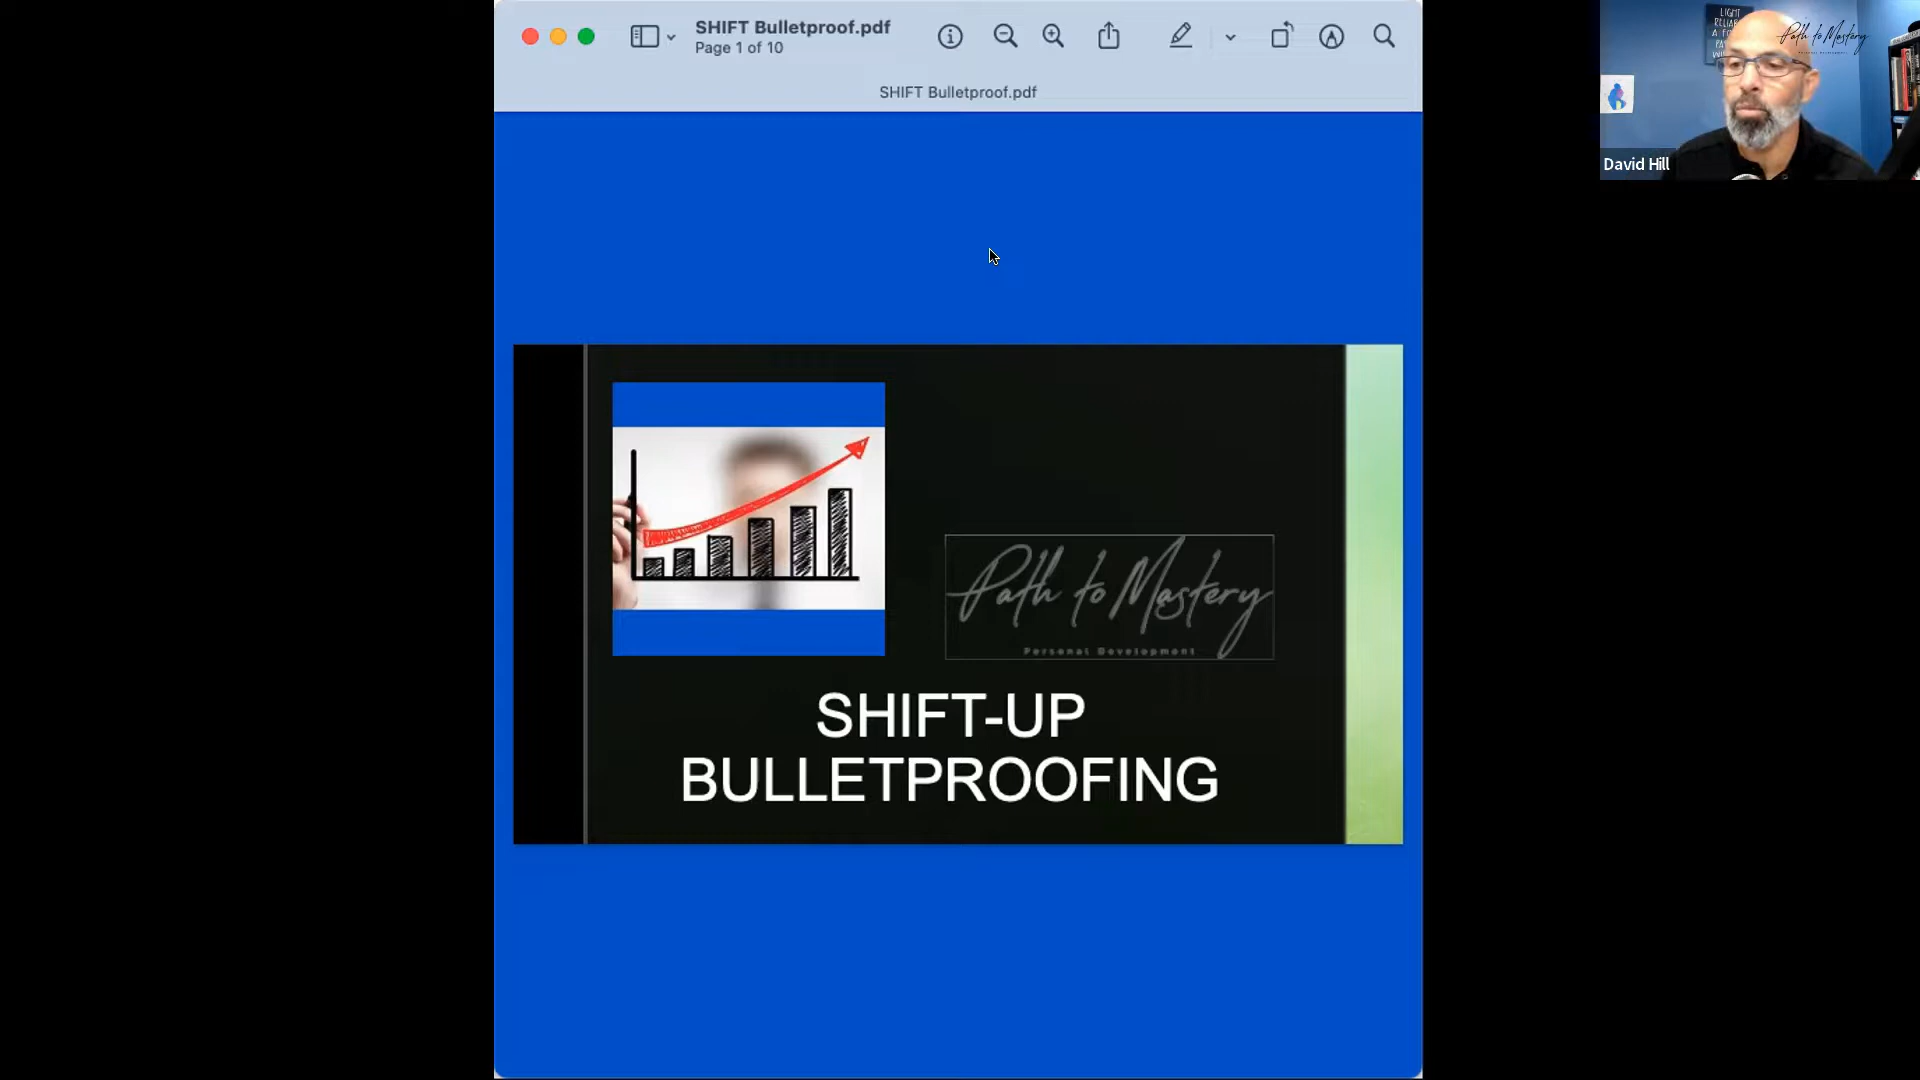 SHIFT Bulletproof.pdf
Page 1 of 10
SHIFT Bulletproof.pdf
Path to Mastery
Personal Development
SHIFT-UP
BULLETPROOFING
LIGHT
Path to Mastery
David Hill